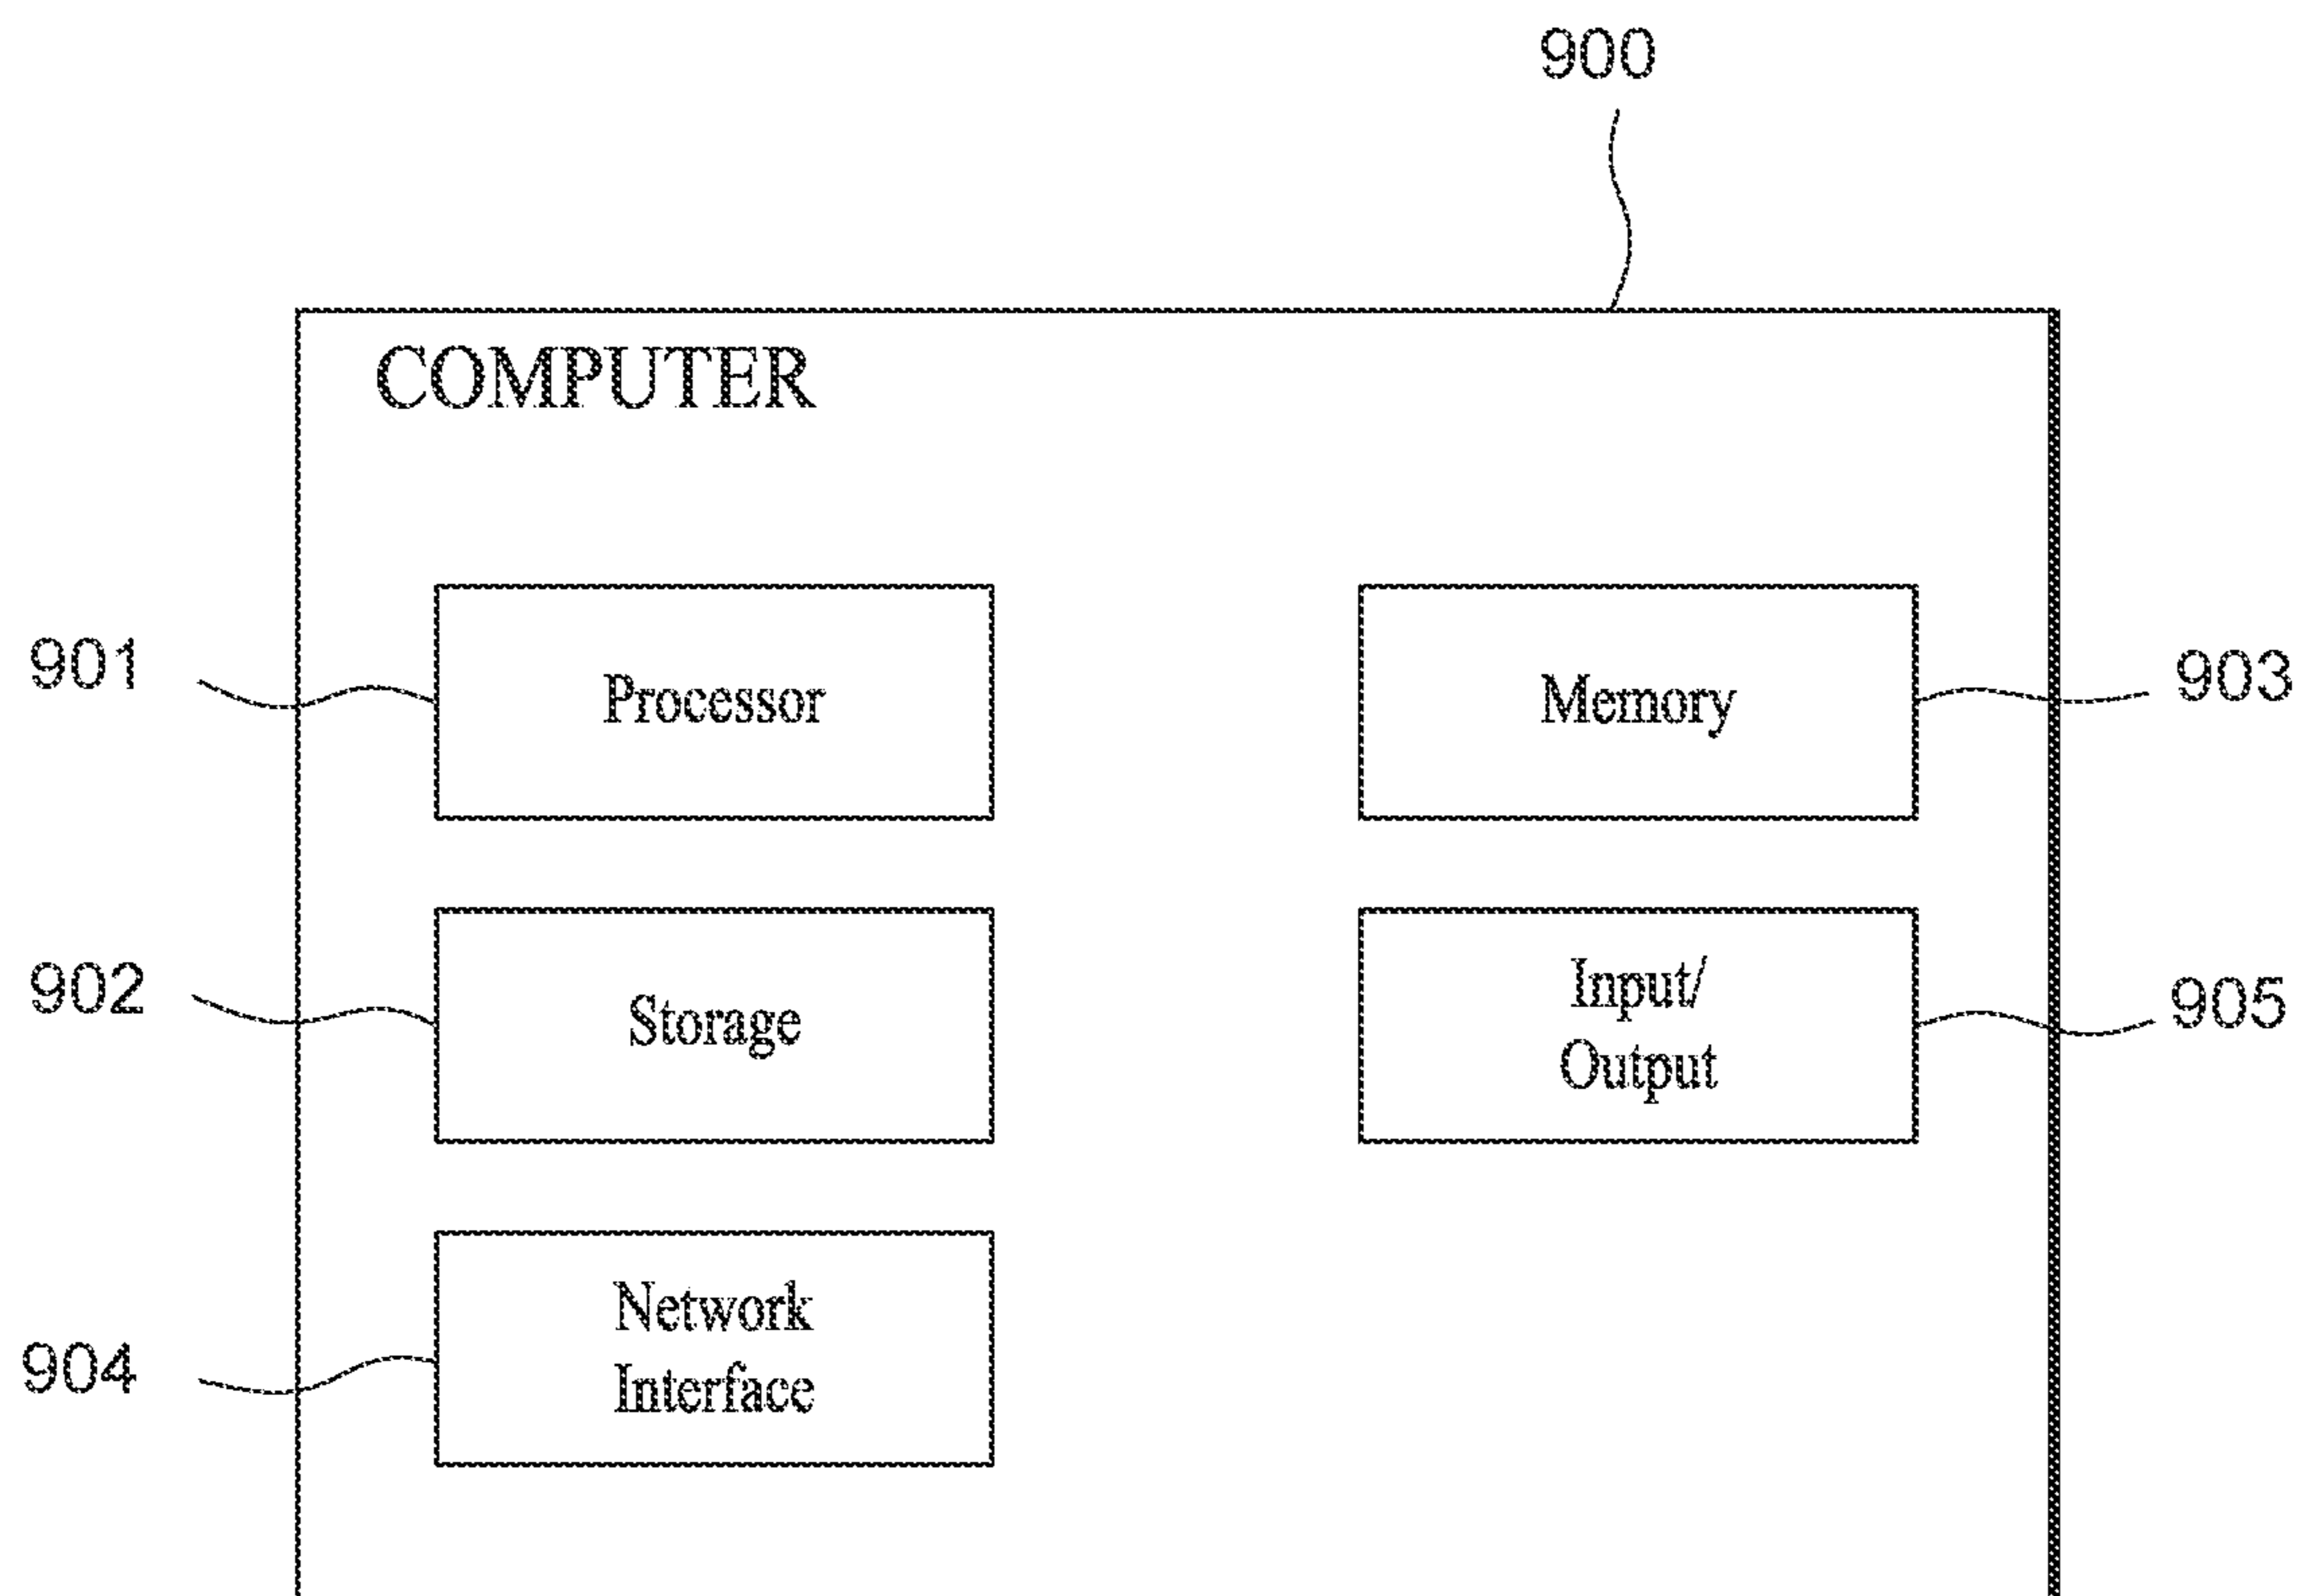 900
COMPUTER
901
Processor
Memory
903
902
Storage
Input/
Output
905
904
Network
Interface